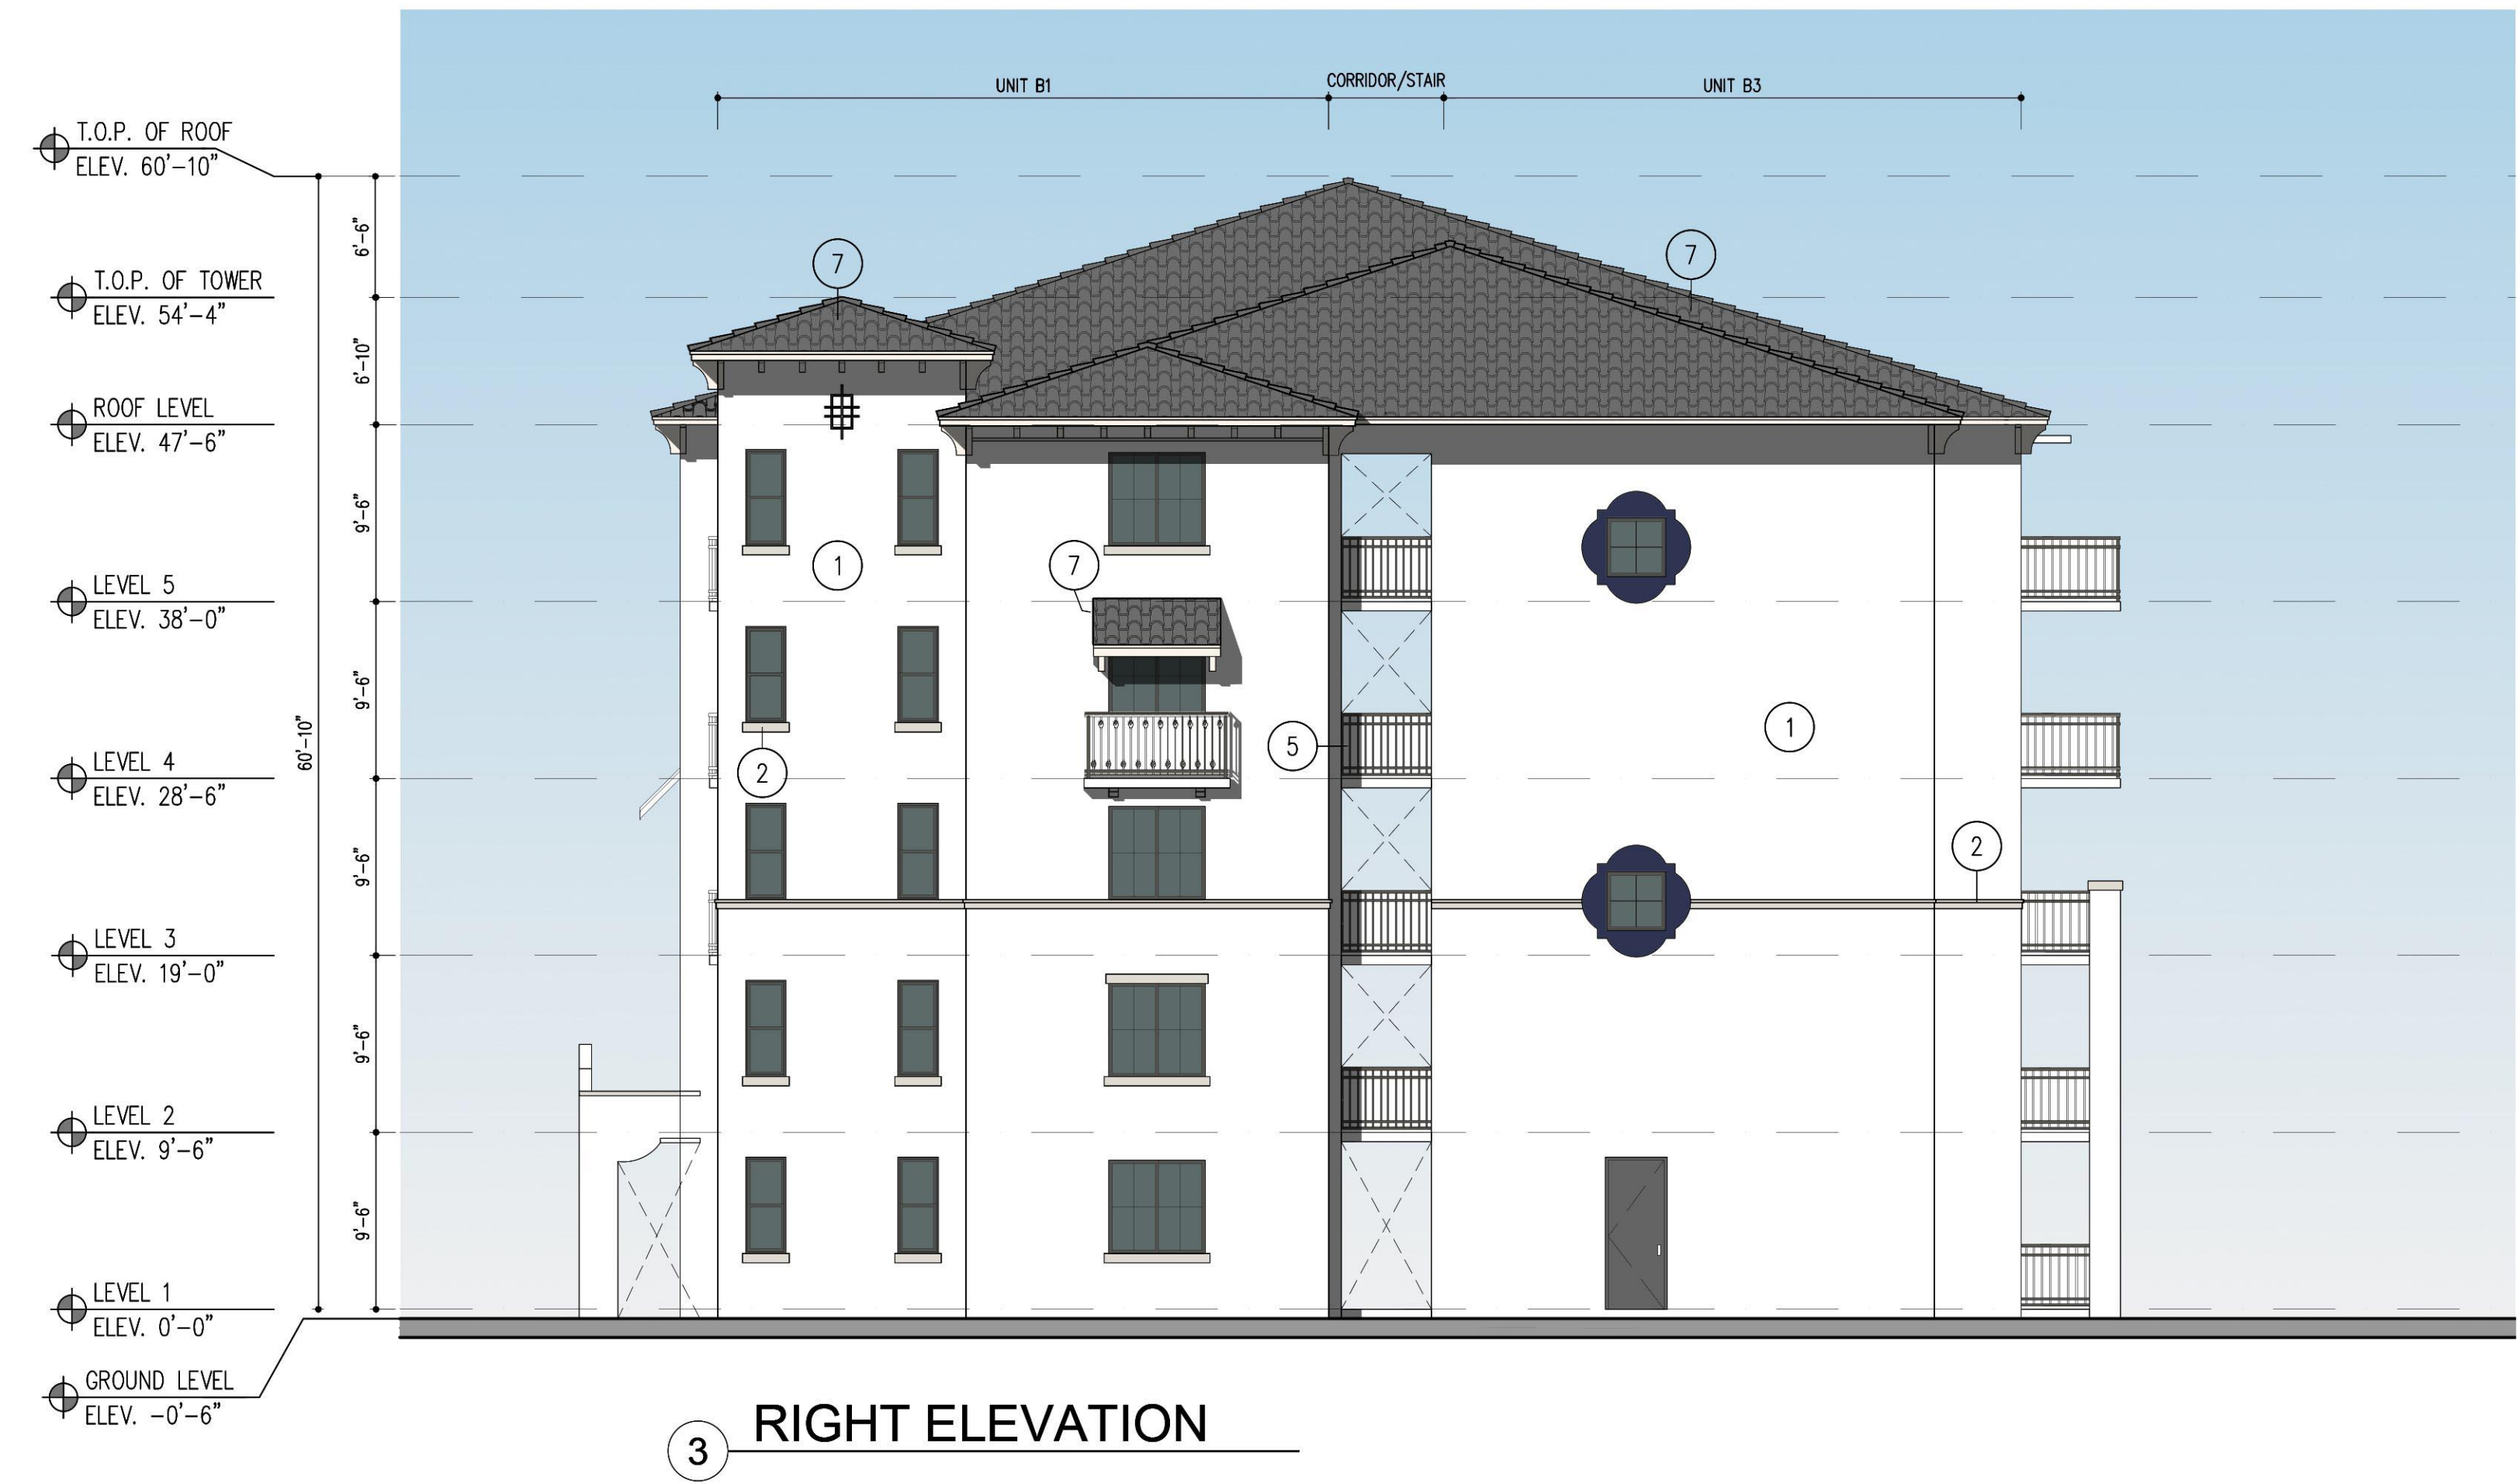 UNIT B1
CORRIDOR/STAIR
UNIT B3
T.O.P. OF ROOF
ELEV. 60'-10"
6'-6"
7
7
T.O.P. OF TOWER
ELEV. 54'-4"
6'-10"
ROOF LEVEL
ELEV. 47'-6"
9'-6"
1
7
LEVEL 5
ELEV. 38'-0"
9'-6"
60'-10"
5
1
2
LEVEL 4
ELEV. 28'-6"
9'-6"
2
LEVEL 3
ELEV. 19'-0"
9'-6"
LEVEL 2
ELEV. 9'-6"
9'-6"
LEVEL 1
ELEV. 0'-0"
GROUND LEVEL
ELEV. -0'-6"
3
RIGHT ELEVATION